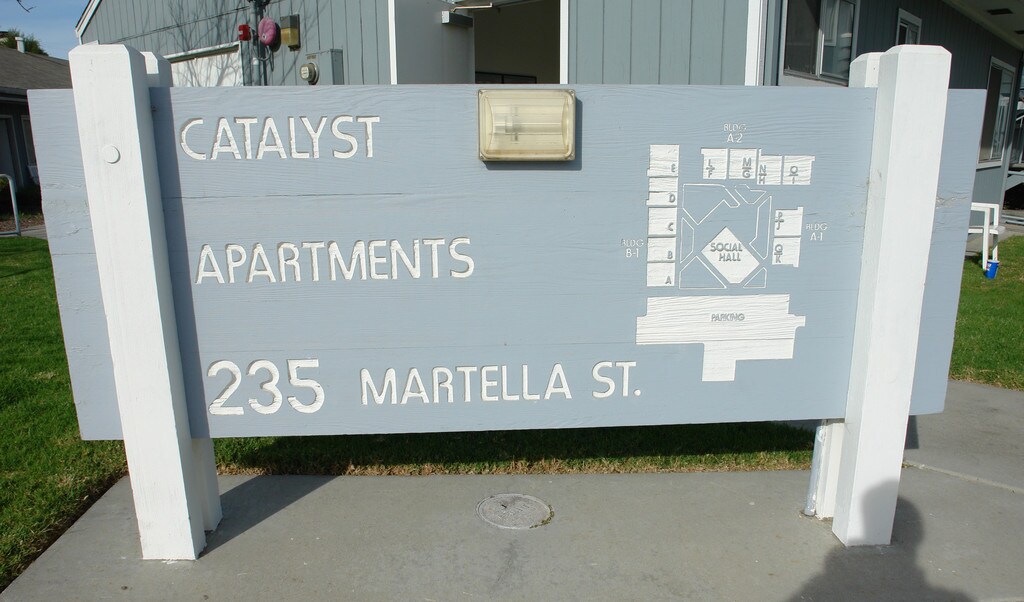 CATALYST
APARTMENTS
235 MARTELLA ST.
BLDG
A-2
E
D
C
B
A
BLDG
B-1
SOCIAL
HALL
BLDG
A-1
PARKING